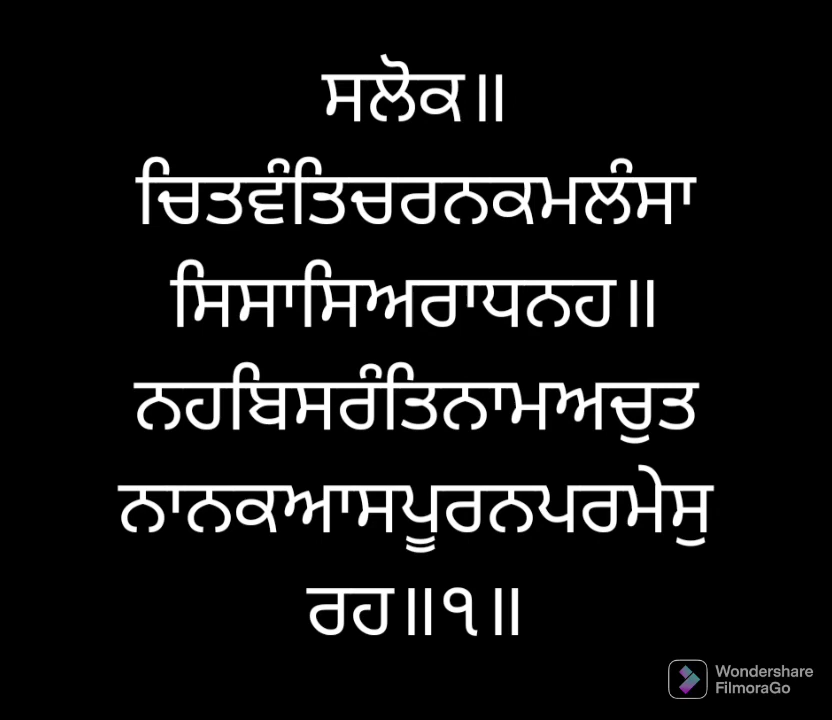 ਸਲੋਕ॥
ਚਿਤਵੰਤਿਚਰਨਕਮਲੰਸਾ
ਸਿਸਾਸਿਅਰਾਧਨਹ॥
ਨਹਬਿਸਰੰਤਿਨਾਮਅਚੁਤ
ਨਾਨਕਆਸਪੂਰਨਪਰਮੇਸੁ
ਰਹ॥੧॥
Wondershare
FilmoraGo